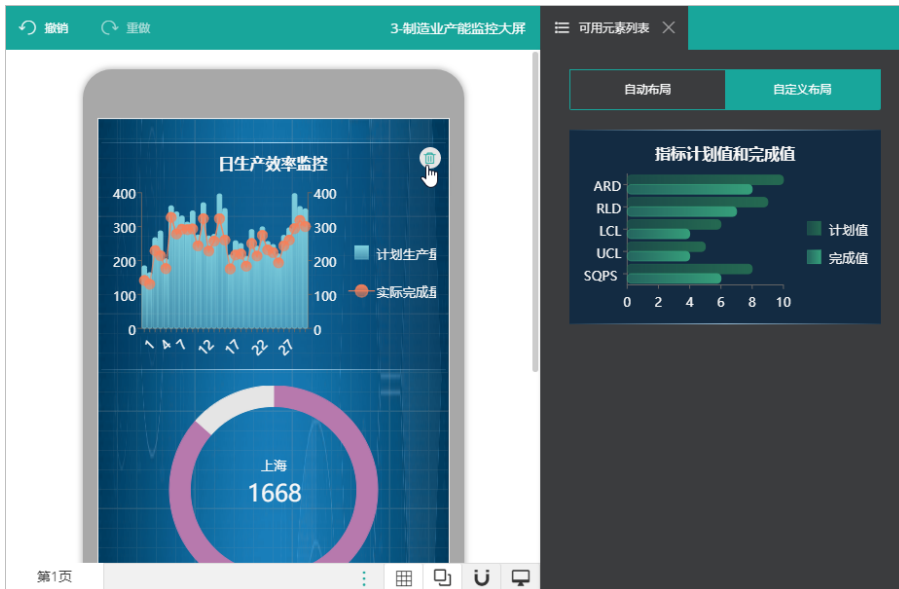 撤销 重做 3-制造业产能监控大屏 可用元素列表
自动布局 自定义布局
日生产效率监控
400 400
300 300
200 200
100 100
0 0
1 4 7 12 17 22 27
计划生产量
实际完成量
上海
1668
指标计划值和完成值
ARD
RLD
LCL
UCL
SQPS
0 2 4 6 8 10
计划值
完成值
第1页